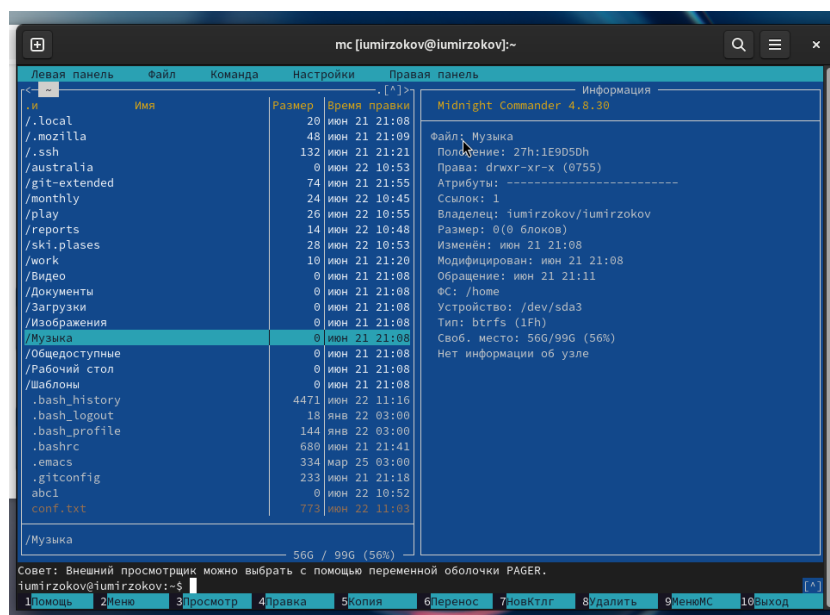 mc [iumirzokov@iumirzokov]:~
Левая панель Файл Команда Настройки Правая панель
<— ~ .[^]>
.и Имя Размер Время правки
/.local 20 июн 21 21:08
/.mozilla 48 июн 21 21:09
/.ssh 132 июн 21 21:21
/australia 0 июн 22 10:53
/git-extended 74 июн 21 21:55
/monthly 24 июн 22 10:45
/play 26 июн 22 10:55
/reports 14 июн 22 10:48
/ski.plases 28 июн 22 10:53
/work 10 июн 21 21:20
/Видео 0 июн 21 21:08
/Документы 0 июн 21 21:08
/Загрузки 0 июн 21 21:08
/Изображения 0 июн 21 21:08
/Музыка 0 июн 21 21:08
/Общедоступные 0 июн 21 21:08
/Рабочий стол 0 июн 21 21:08
/Шаблоны 0 июн 21 21:08
.bash_history 4471 июн 22 11:16
.bash_logout 18 янв 22 03:00
.bash_profile 144 янв 22 03:00
.bashrc 680 июн 21 21:41
.emacs 334 мар 25 03:00
.gitconfig 233 июн 21 21:18
abc1 0 июн 22 10:52
conf.txt 773 июн 22 11:03
/Музыка
56G / 99G (56%)
Информация
Midnight Commander 4.8.30
Файл: Музыка
Положение: 27h:1E9D5Dh
Права: drwxr-xr-x (0755)
Атрибуты: --------------------------
Ссылок: 1
Владелец: iumirzokov/iumirzokov
Размер: 0(0 блоков)
Изменён: июн 21 21:08
Модифицирован: июн 21 21:08
Обращение: июн 21 21:11
ФС: /home
Устройство: /dev/sda3
Тип: btrfs (1Fh)
Своб. место: 56G/99G (56%)
Нет информации об узле
Совет: Внешний просмотрщик можно выбрать с помощью переменной оболочки PAGER.
iumirzokov@iumirzokov:~$ [^]
1Помощь 2Меню 3Просмотр 4Правка 5Копия 6Перенос 7НовКтлг 8Удалить 9МенюMC 10Выход